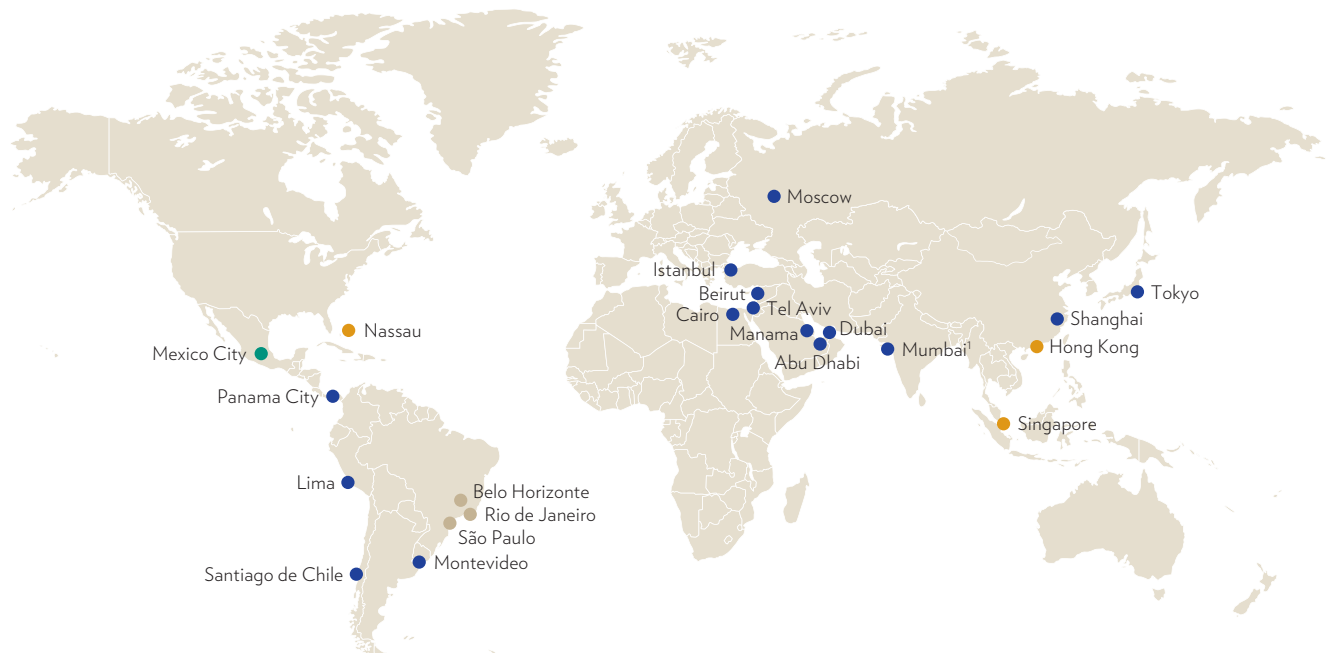 Moscow
Istanbul
Beirut
Tokyo
Tel Aviv
Cairo
Shanghai
Nassau
Manama
Dubai
Mumbai¹
Hong Kong
Mexico City
Abu Dhabi
Panama City
Singapore
Lima
Belo Horizonte
Rio de Janeiro
São Paulo
Montevideo
Santiago de Chile